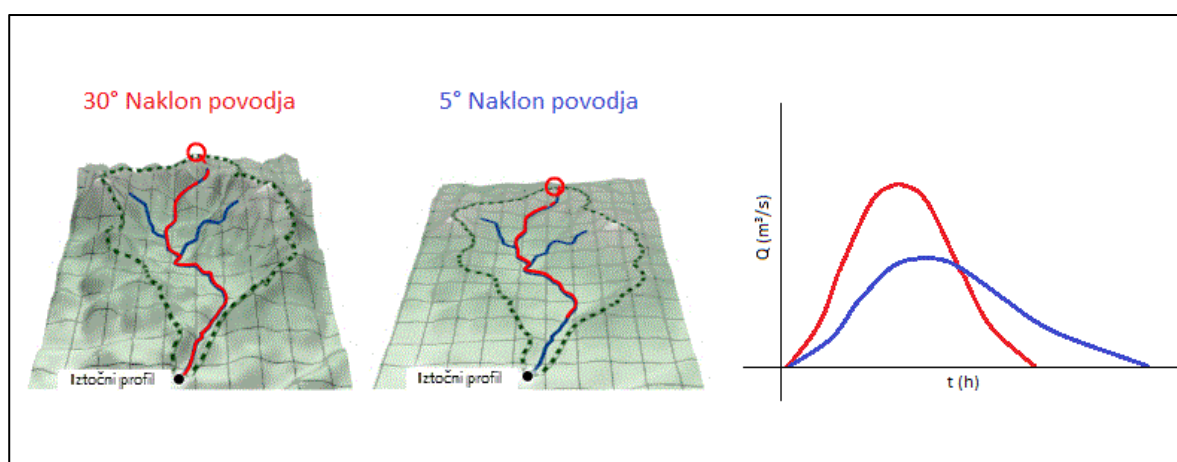 30° Naklon povodja
5° Naklon povodja
Iztočni profil
Iztočni profil
Q (m³/s)
t (h)